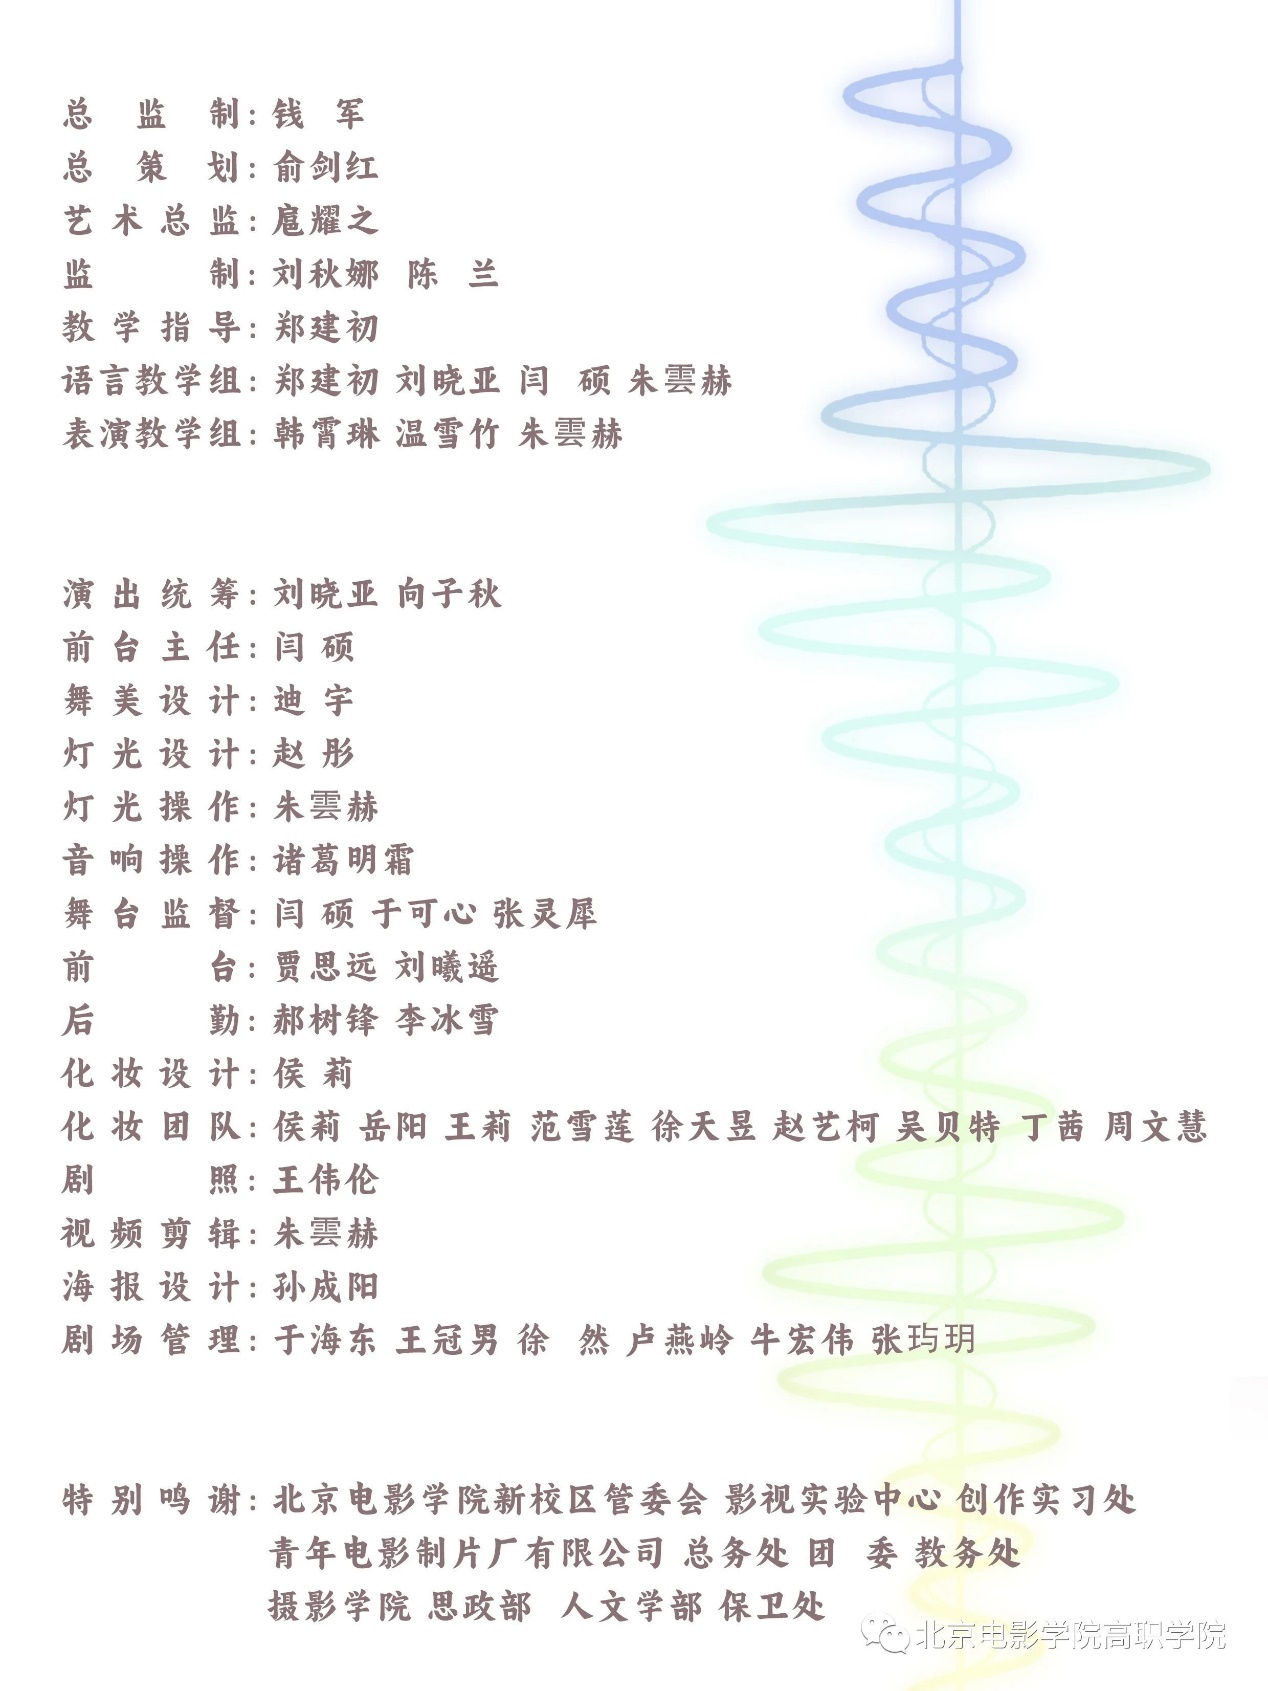 总监制：钱军
总策划：俞剑红
艺术总监：扈耀之
监制：刘秋娜 陈兰
教学指导：郑建初
语言教学组：郑建初 刘晓亚 闫硕 朱雲赫
表演教学组：韩霄琳 温雪竹 朱雲赫
演出统筹：刘晓亚 向子秋
前台主任：闫硕
舞美设计：迪宇
灯光设计：赵彤
灯光操作：朱雲赫
音响操作：诸葛明霜
舞台监督：闫硕 于可心 张灵犀
前台：贾思远 刘曦遥
后勤：郝树锋 李冰雪
化妆设计：侯莉
化妆团队：侯莉 岳阳 王莉 范雪莲 徐天昱 赵艺柯 吴贝特 丁茜 周文慧
剧照：王伟伦
视频剪辑：朱雲赫
海报设计：孙成阳
剧场管理：于海东 王冠男 徐然 卢燕岭 牛宏伟 张玙玥
特别鸣谢：北京电影学院新校区管委会 影视实验中心 创作实习处
青年电影制片厂有限公司 总务处 团委 教务处
摄影学院 思政部 人文学部 保卫处
北京电影学院高职学院